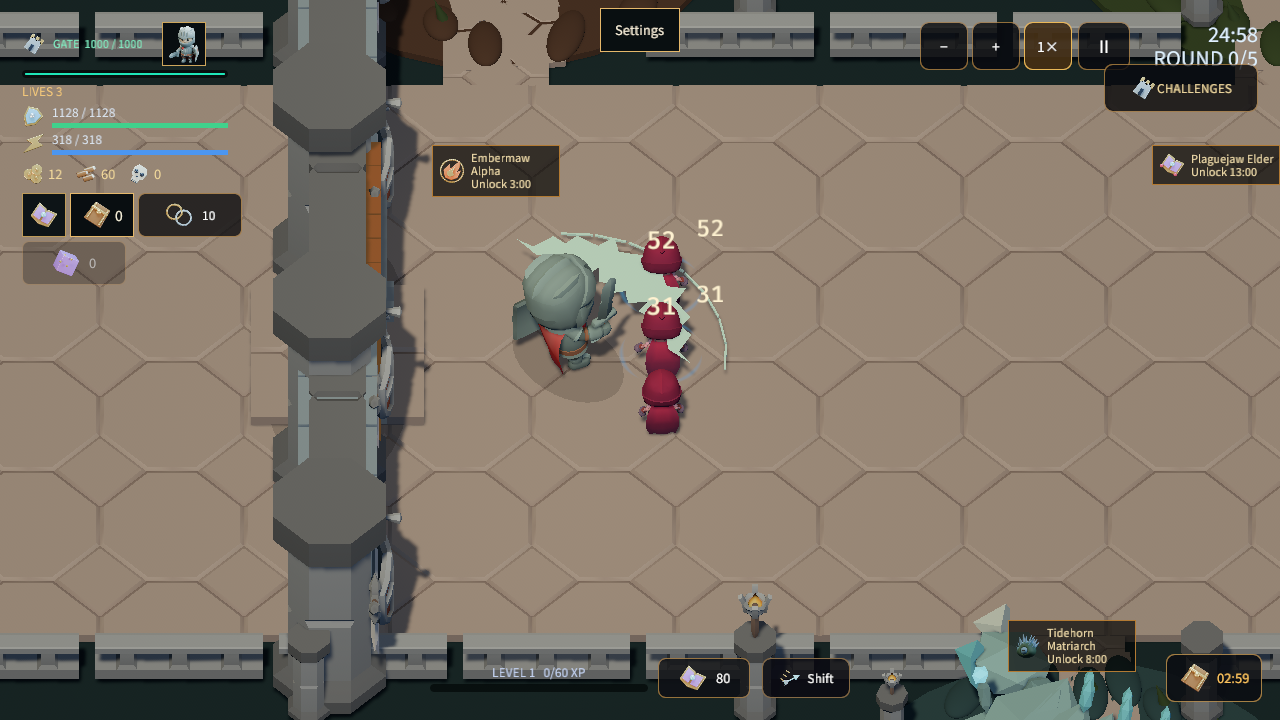 GATE 1000 / 1000
Settings
−
+
1×
24:58
ROUND 0/5
CHALLENGES
LIVES 3
1128 / 1128
318 / 318
12
60
0
0
10
0
Embermaw
Alpha
Unlock 3:00
Plaguejaw Elder
Unlock 13:00
52
52
31
31
Tidehorn
Matriarch
Unlock 8:00
LEVEL 1 0/60 XP
80
Shift
02:59